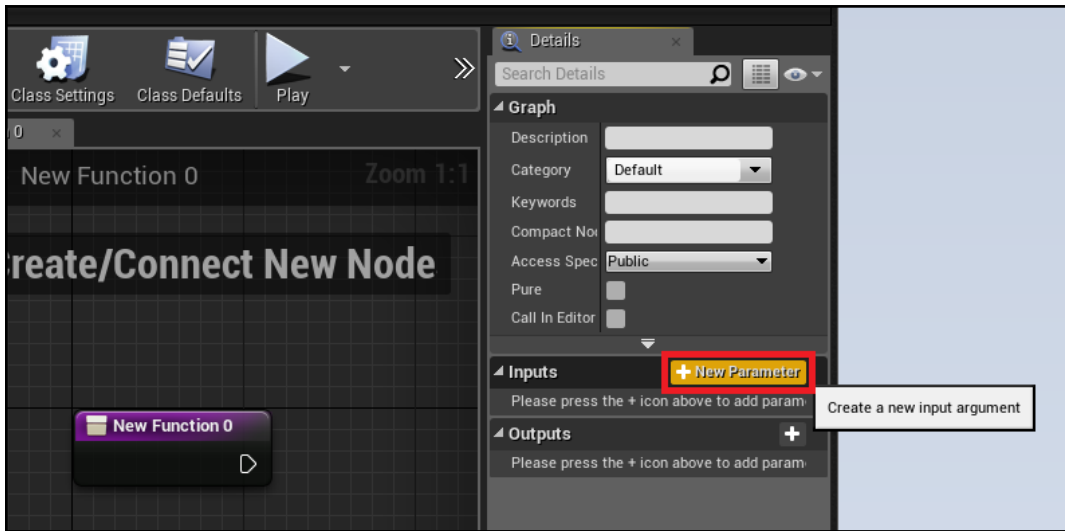 Details
Search Details
Class Settings
Class Defaults
Play
Graph
Description
Category
Default
Keywords
Compact No
Access Spec
Public
Pure
Call In Editor
0
New Function 0
Zoom 1:1
reate/Connect New Node
New Function 0
Inputs
New Parameter
Please press the + icon above to add param
Create a new input argument
Outputs
Please press the + icon above to add param